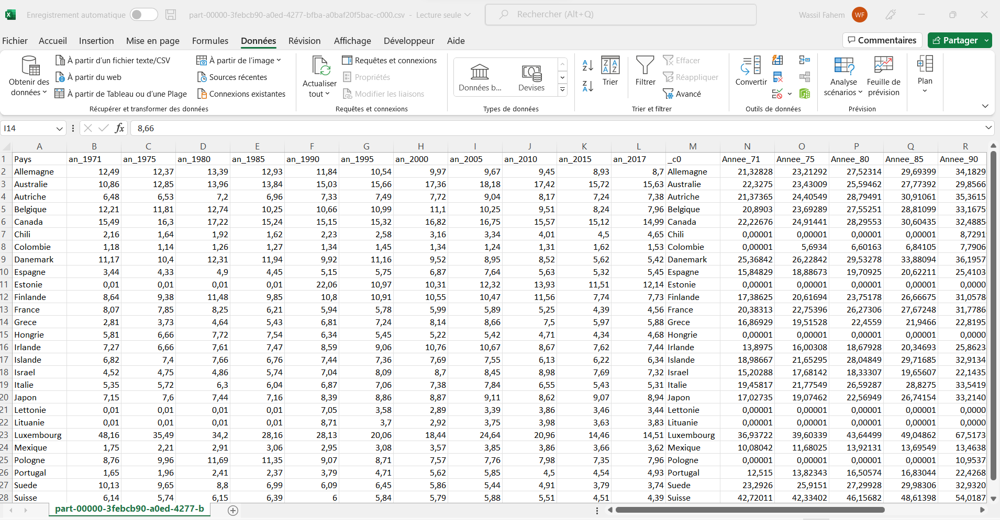 Enregistrement automatique part-00000-3febcb90-a0ed-4277-bfba-a0baf20f5bac-c000.csv - Lecture seule Rechercher (Alt+Q) Wassil Fahem WF
Fichier Accueil Insertion Mise en page Formules Données Révision Affichage Développeur Aide Commentaires Partager
Obtenir des données
À partir d'un fichier texte/CSV
À partir du web
À partir de Tableau ou d'une Plage
À partir de l'image
Sources récentes
Connexions existantes
Récupérer et transformer des données
Actualiser tout
Requêtes et connexions
Propriétés
Modifier les liaisons
Requêtes et connexions
Données b... Devises
Types de données
Trier
Filtrer
Effacer
Réappliquer
Avancé
Trier et filtrer
Convertir
Outils de données
Analyse scénarios
Feuille de prévision
Prévision
Plan
I14 fx 8,66
A B C D E F G H I J K L M N O P Q R
1 Pays an_1971 an_1975 an_1980 an_1985 an_1990 an_1995 an_2000 an_2005 an_2010 an_2015 an_2017 _c0 Annee_71 Annee_75 Annee_80 Annee_85 Annee_90
2 Allemagne 12,49 12,37 13,39 12,93 11,84 10,54 9,97 9,67 9,45 8,93 8,7 Allemagne 21,32828 23,21292 27,52314 29,69399 34,1829
3 Australie 10,86 12,85 13,96 13,84 15,03 15,66 17,36 18,18 17,42 15,72 15,63 Australie 22,3275 23,43009 25,59462 27,77392 29,8566
4 Autriche 6,48 6,53 7,2 6,96 7,33 7,49 7,72 9,04 8,17 7,24 7,38 Autriche 21,37365 24,40549 28,79491 30,91061 35,3615
5 Belgique 12,21 11,81 12,74 10,25 10,66 10,99 11,1 10,25 9,51 8,24 7,96 Belgique 20,8903 23,69289 27,55251 28,81099 33,1675
6 Canada 15,49 16,3 17,22 15,24 15,15 15,32 16,82 16,75 15,57 15,12 14,99 Canada 22,22676 24,91441 28,29553 30,60435 32,4885
7 Chili 2,16 1,64 1,92 1,62 2,23 2,58 3,16 3,34 4,01 4,5 4,65 Chili 0,00001 0,00001 0,00001 0,00001 8,7291
8 Colombie 1,18 1,14 1,26 1,27 1,34 1,45 1,34 1,24 1,31 1,62 1,53 Colombie 0,00001 5,6934 6,60163 6,84105 7,7906
9 Danemark 11,17 10,4 12,31 11,94 9,92 11,16 9,52 8,95 8,52 5,62 5,42 Danemark 25,36842 26,22842 29,53278 33,88094 36,1957
10 Espagne 3,44 4,33 4,9 4,45 5,15 5,75 6,87 7,64 5,63 5,32 5,45 Espagne 15,84829 18,88673 19,70925 20,62211 25,4103
11 Estonie 0,01 0,01 0,01 0,01 22,06 10,97 10,31 12,32 13,93 11,51 12,14 Estonie 0,00001 0,00001 0,00001 0,00001 0,0000
12 Finlande 8,64 9,38 11,48 9,85 10,8 10,91 10,55 10,47 11,56 7,74 7,73 Finlande 17,38625 20,61694 23,75178 26,66675 31,0578
13 France 8,07 7,85 8,25 6,21 5,94 5,78 5,99 5,89 5,25 4,39 4,56 France 20,38313 22,75396 26,27306 27,67248 31,7786
14 Grece 2,81 3,73 4,64 5,43 6,81 7,24 8,14 8,66 7,5 5,97 5,88 Grece 16,86929 19,51528 22,4559 21,9466 22,8195
15 Hongrie 5,81 6,66 7,72 7,54 6,34 5,45 5,22 5,42 4,71 4,34 4,68 Hongrie 0,00001 0,00001 0,00001 0,00001 0,0000
16 Irlande 7,27 6,66 7,61 7,47 8,59 9,06 10,76 10,67 8,67 7,62 7,44 Irlande 13,8975 16,00308 18,67928 20,34693 25,8623
17 Islande 6,82 7,4 7,66 6,76 7,44 7,36 7,69 7,55 6,13 6,22 6,34 Islande 18,98667 21,65295 28,04849 29,71685 32,9134
18 Israel 4,52 4,75 4,86 5,74 7,04 8,09 8,7 8,45 8,98 7,69 7,32 Israel 15,20288 17,68142 18,33307 19,65607 22,1435
19 Italie 5,35 5,72 6,3 6,04 6,87 7,06 7,38 7,84 6,55 5,43 5,31 Italie 19,45817 21,77549 26,59287 28,8275 33,5419
20 Japon 7,15 7,6 7,44 7,16 8,39 8,86 8,87 9,11 8,62 9,07 8,94 Japon 17,02735 19,07462 22,56949 26,74154 33,2140
21 Lettonie 0,01 0,01 0,01 0,01 7,05 3,58 2,89 3,39 3,86 3,46 3,44 Lettonie 0,00001 0,00001 0,00001 0,00001 0,0000
22 Lituanie 0,01 0,01 0,01 0,01 8,71 3,7 2,92 3,75 3,98 3,63 3,83 Lituanie 0,00001 0,00001 0,00001 0,00001 0,0000
23 Luxembourg 48,16 35,49 34,2 28,16 28,13 20,06 18,44 24,64 20,96 14,46 14,51 Luxembourg 36,93722 39,60339 43,64499 49,04862 67,5173
24 Mexique 1,75 2,21 2,91 3,06 2,95 3,08 3,57 3,85 3,86 3,66 3,62 Mexique 10,08042 11,68025 13,92131 13,69549 13,4638
25 Pologne 8,76 9,96 11,69 11,35 9,07 8,71 7,57 7,76 7,98 7,35 7,96 Pologne 0,00001 0,00001 0,00001 0,00001 10,9537
26 Portugal 1,65 1,96 2,41 2,37 3,79 4,71 5,62 5,85 4,5 4,54 4,93 Portugal 12,515 13,82343 16,50574 16,83044 22,4268
27 Suede 10,13 9,65 8,8 6,99 6,09 6,45 5,86 5,44 4,91 3,79 3,74 Suede 23,2926 25,9151 27,29928 29,98306 32,9320
28 Suisse 6,14 5,74 6,15 6,39 6 5,84 5,79 5,88 5,51 4,51 4,39 Suisse 42,72011 42,33402 46,15682 48,61398 54,0187
part-00000-3febcb90-a0ed-4277-b